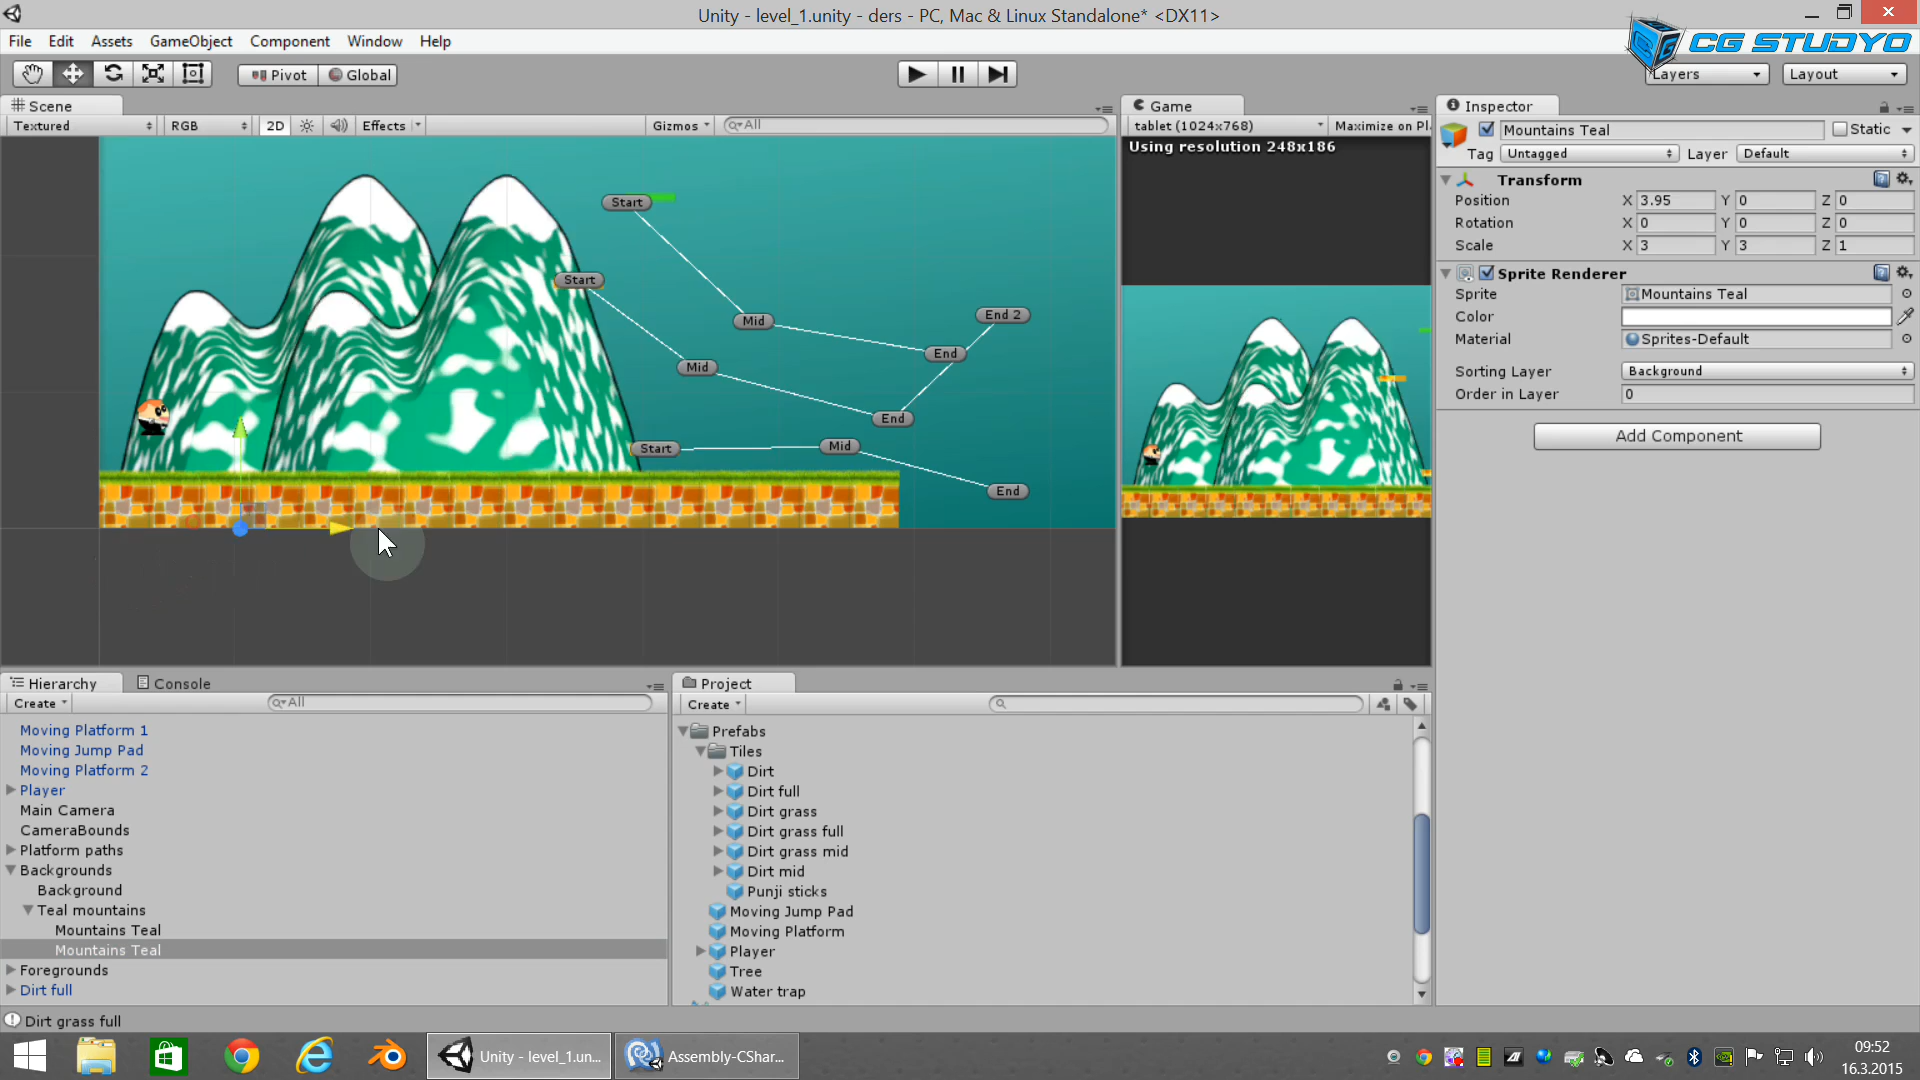 Unity - level_1.unity - ders - PC, Mac & Linux Standalone* <DX11>
File Edit Assets GameObject Component Window Help
CG STUDYO
Pivot Global
Layers Layout
Scene
Textured RGB 2D Effects Gizmos All
Start
Start
Mid
End 2
Mid
End
End
Start
Mid
End
Game
tablet (1024x768) Maximize on Pl
Using resolution 248x186
Inspector
Mountains Teal Static
Tag Untagged Layer Default
Transform
Position X 3.95 Y 0 Z 0
Rotation X 0 Y 0 Z 0
Scale X 3 Y 3 Z 1
Sprite Renderer
Sprite Mountains Teal
Color
Material Sprites-Default
Sorting Layer Background
Order in Layer 0
Add Component
Hierarchy Console
Create All
Moving Platform 1
Moving Jump Pad
Moving Platform 2
Player
Main Camera
CameraBounds
Platform paths
Backgrounds
Background
Teal mountains
Mountains Teal
Mountains Teal
Foregrounds
Dirt full
Project
Create
Prefabs
Tiles
Dirt
Dirt full
Dirt grass
Dirt grass full
Dirt grass mid
Dirt mid
Punji sticks
Moving Jump Pad
Moving Platform
Player
Tree
Water trap
Dirt grass full
Unity - level_1.un...
Assembly-CShar...
09:52
16.3.2015